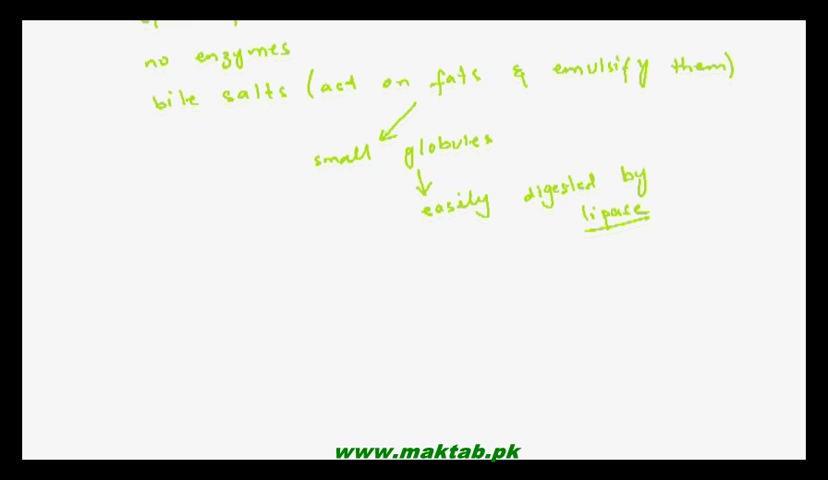 no enzymes
bile salts (act on fats & emulsify them)
small globules
easily digested by
lipase
www.maktab.pk